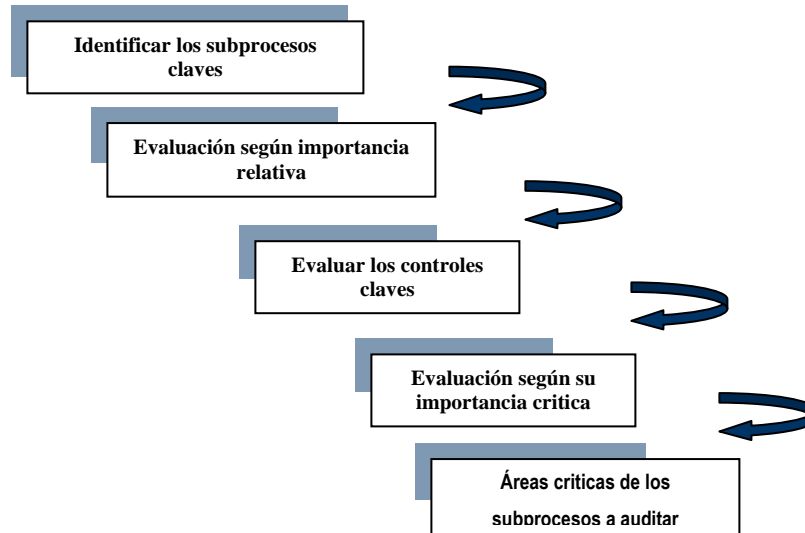 Identificar los subprocesos
claves
Evaluación según importancia
relativa
Evaluar los controles
claves
Evaluación según su
importancia critica
Áreas criticas de los
subprocesos a auditar